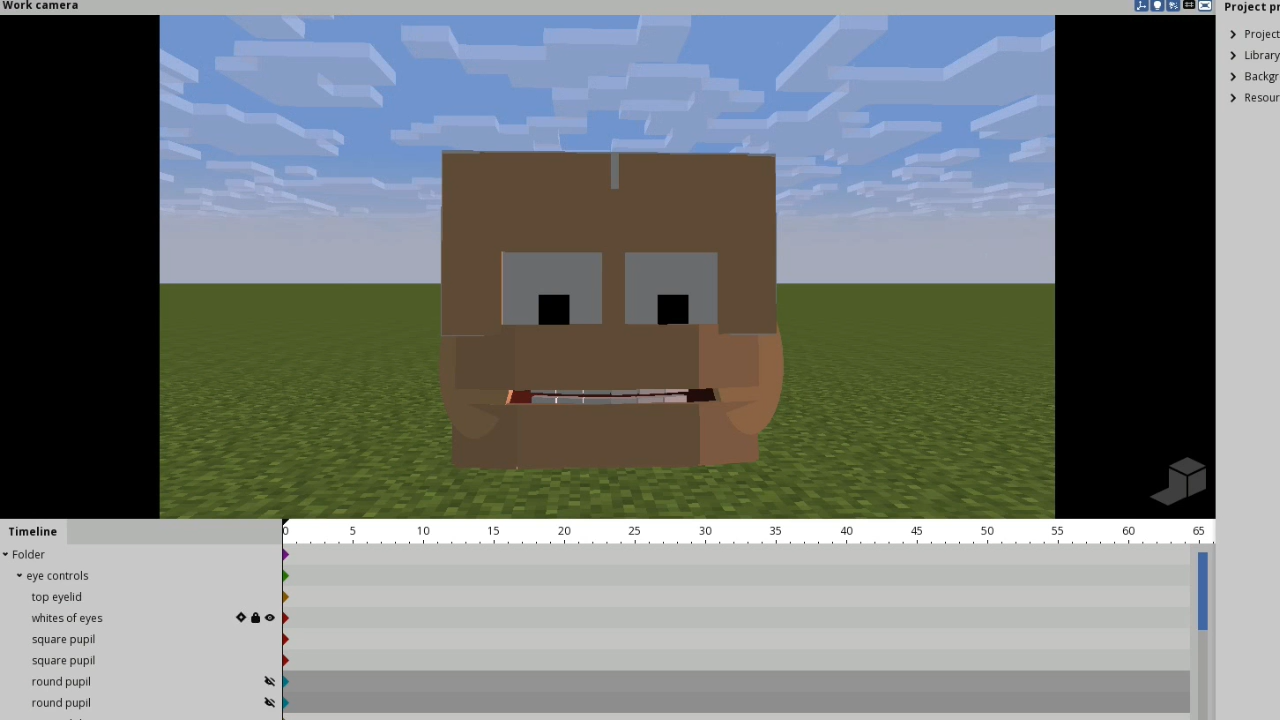 Work camera
Project pr
Project
Library
Backgr
Resour
Timeline
0 5 10 15 20 25 30 35 40 45 50 55 60 65
Folder
eye controls
top eyelid
whites of eyes
square pupil
square pupil
round pupil
round pupil